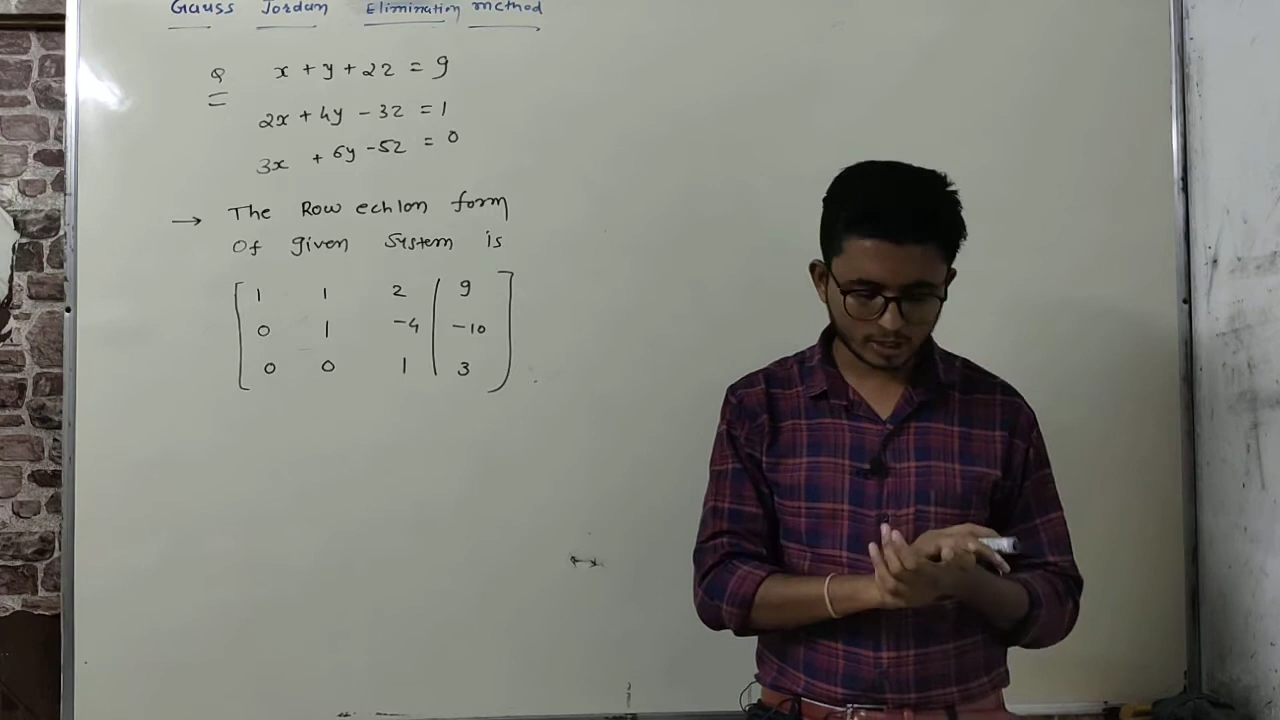 Gauss Jordan Elimination method
Q x + y + 2z = 9
2x + 4y - 3z = 1
3x + 6y - 5z = 0
→ The Row echlon form
Of given System is
1 1 2 | 9
0 1 -4 | -10
0 0 1 | 3